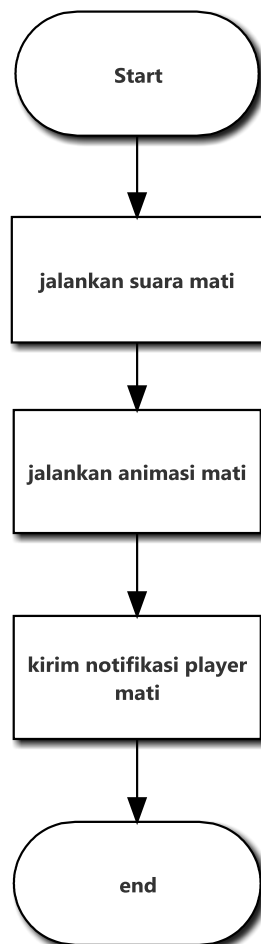 Start
jalankan suara mati
jalankan animasi mati
kirim notifikasi player
mati
end